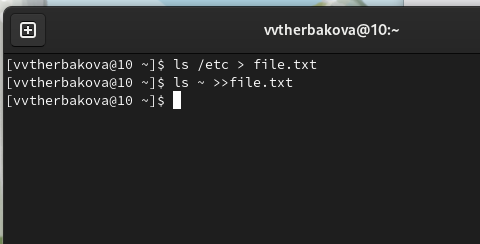 vvtherbakova@10:~
[vvtherbakova@10 ~]$ ls /etc > file.txt
[vvtherbakova@10 ~]$ ls ~ >>file.txt
[vvtherbakova@10 ~]$